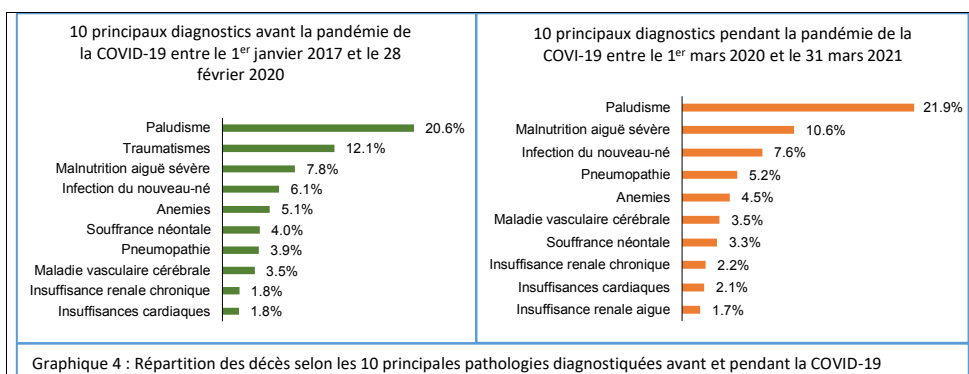 10 principaux diagnostics avant la pandémie de
la COVID-19 entre le 1er janvier 2017 et le 28
février 2020
Paludisme 20.6%
Traumatismes 12.1%
Malnutrition aiguë sévère 7.8%
Infection du nouveau-né 6.1%
Anemies 5.1%
Souffrance néontale 4.0%
Pneumopathie 3.9%
Maladie vasculaire cérébrale 3.5%
Insuffisance renale chronique 1.8%
Insuffisances cardiaques 1.8%
10 principaux diagnostics pendant la pandémie de la
COVI-19 entre le 1er mars 2020 et le 31 mars 2021
Paludisme 21.9%
Malnutrition aiguë sévère 10.6%
Infection du nouveau-né 7.6%
Pneumopathie 5.2%
Anemies 4.5%
Maladie vasculaire cérébrale 3.5%
Souffrance néontale 3.3%
Insuffisance renale chronique 2.2%
Insuffisances cardiaques 2.1%
Insuffisance renale aigue 1.7%
Graphique 4 : Répartition des décès selon les 10 principales pathologies diagnostiquées avant et pendant la COVID-19